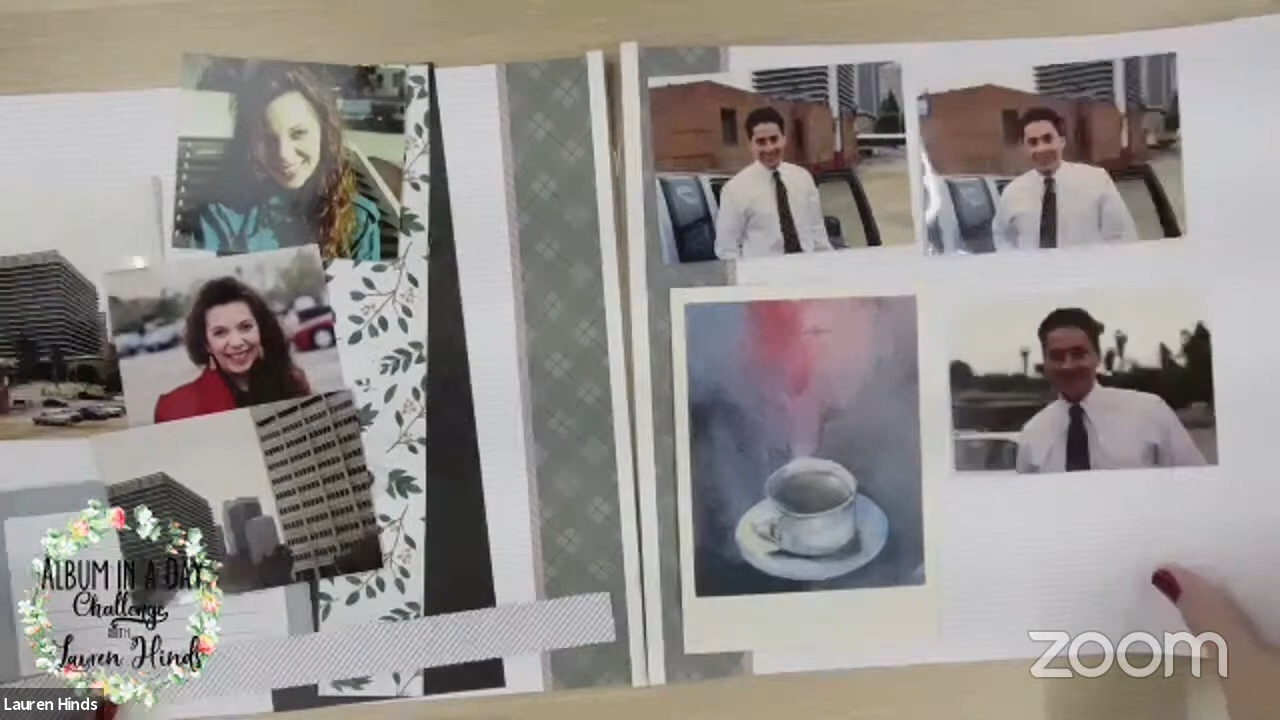 ALBUM IN A DAY
Challenge
WITH
Lauren Hinds
Lauren Hinds
zoom